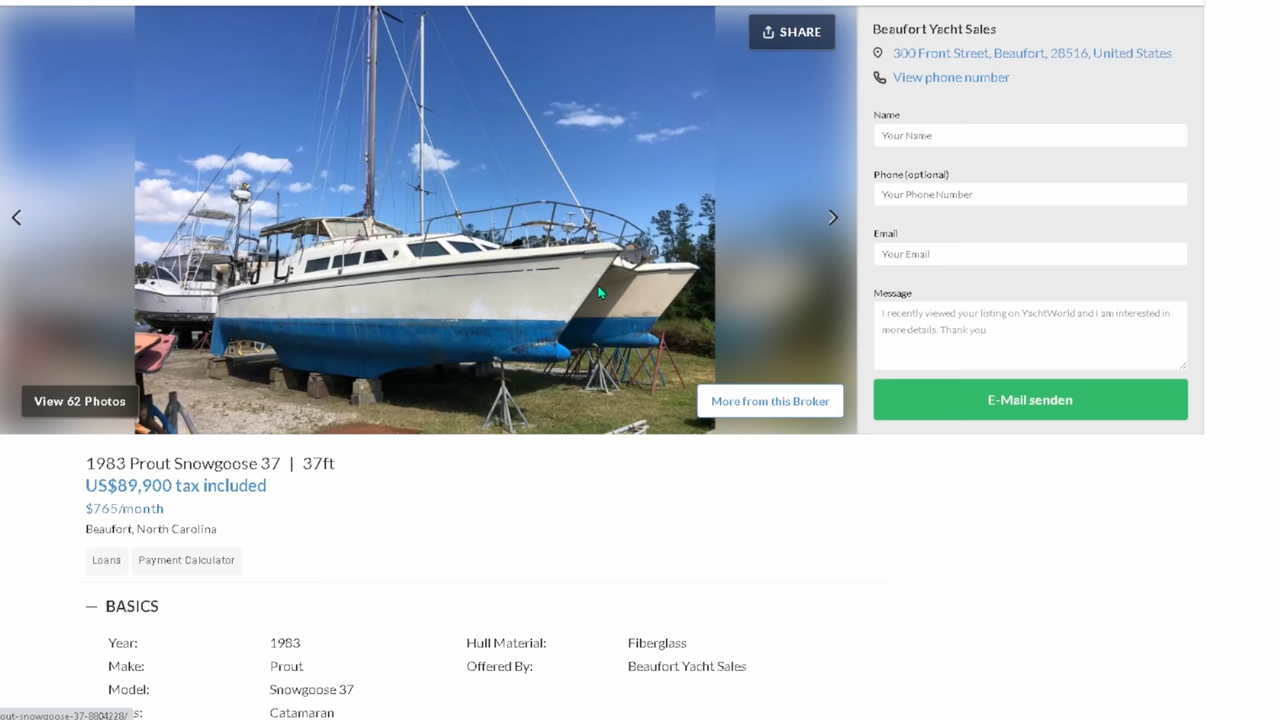 SHARE
View 62 Photos
More from this Broker
Beaufort Yacht Sales
300 Front Street, Beaufort, 28516, United States
View phone number
Name
Your Name
Phone (optional)
Your Phone Number
Email
Your Email
Message
I recently viewed your listing on YachtWorld and I am interested in
more details. Thank you.
E-Mail senden
1983 Prout Snowgoose 37 | 37ft
US$89,900 tax included
$765/month
Beaufort, North Carolina
Loans
Payment Calculator
— BASICS
Year: 1983 Hull Material: Fiberglass
Make: Prout Offered By: Beaufort Yacht Sales
Model: Snowgoose 37
s: Catamaran
out-snowgoose-37-8804228/